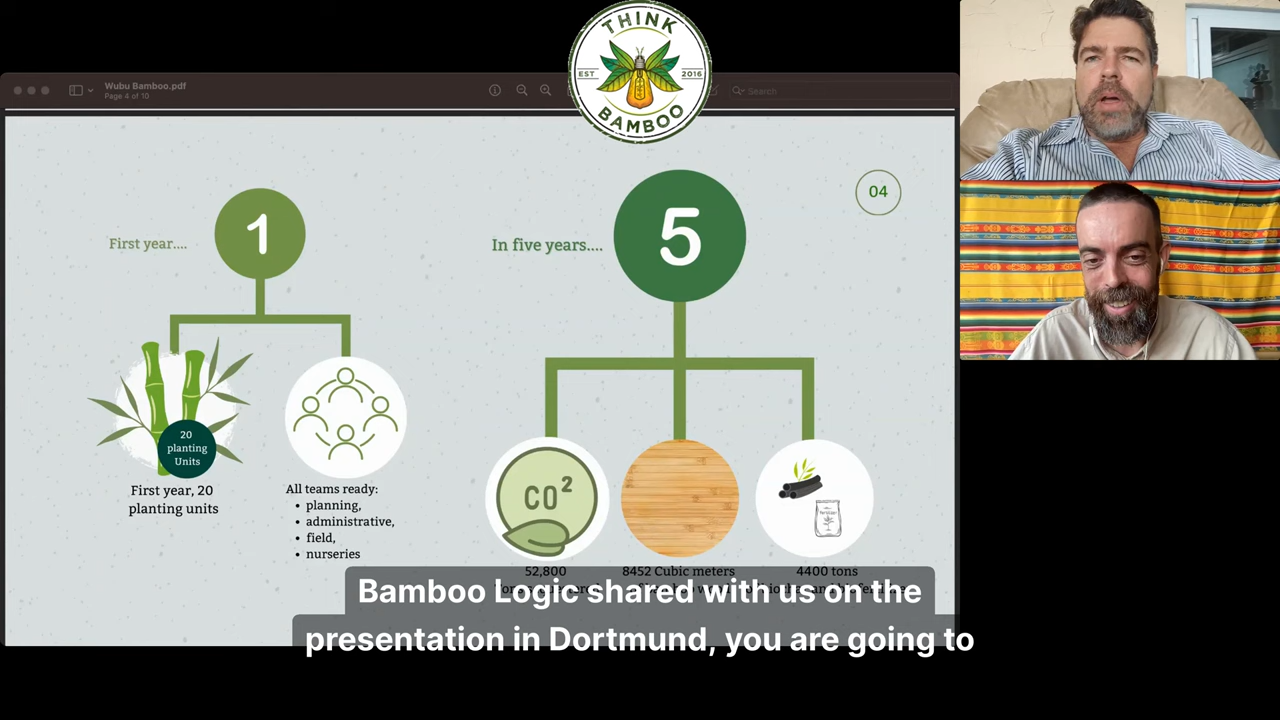 THINK
EST
2016
BAMBOO
Wubu Bamboo.pdf
Page 4 of 10
Search
04
First year....
1
20
planting
Units
First year, 20
planting units
All teams ready:
• planning,
• administrative,
• field,
• nurseries
In five years....
5
CO²
52,800
8452 Cubic meters
4400 tons
Bamboo Logic shared with us on the
presentation in Dortmund, you are going to